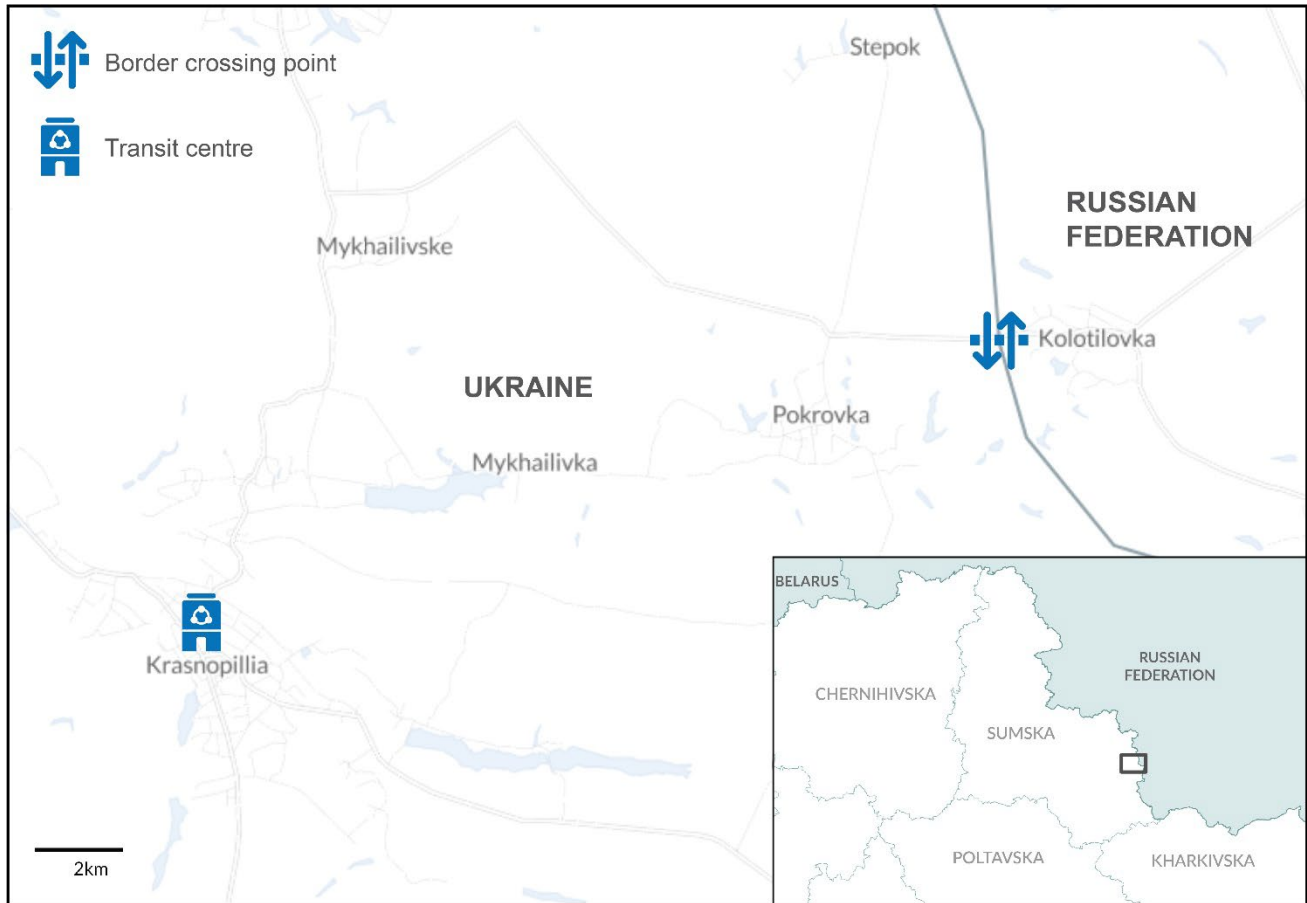 Border crossing point
Transit centre
Stepok
RUSSIAN
FEDERATION
Mykhailivske
Kolotilovka
UKRAINE
Pokrovka
Mykhailivka
Krasnopillia
2km
BELARUS
RUSSIAN
FEDERATION
CHERNIHIVSKA
SUMSKA
POLTAVSKA
KHARKIVSKA